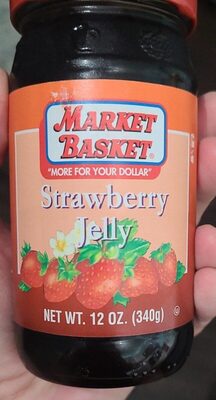 MARKET
BASKET®
"MORE FOR YOUR DOLLAR"
Strawberry
Jelly
NET WT. 12 OZ. (340g)